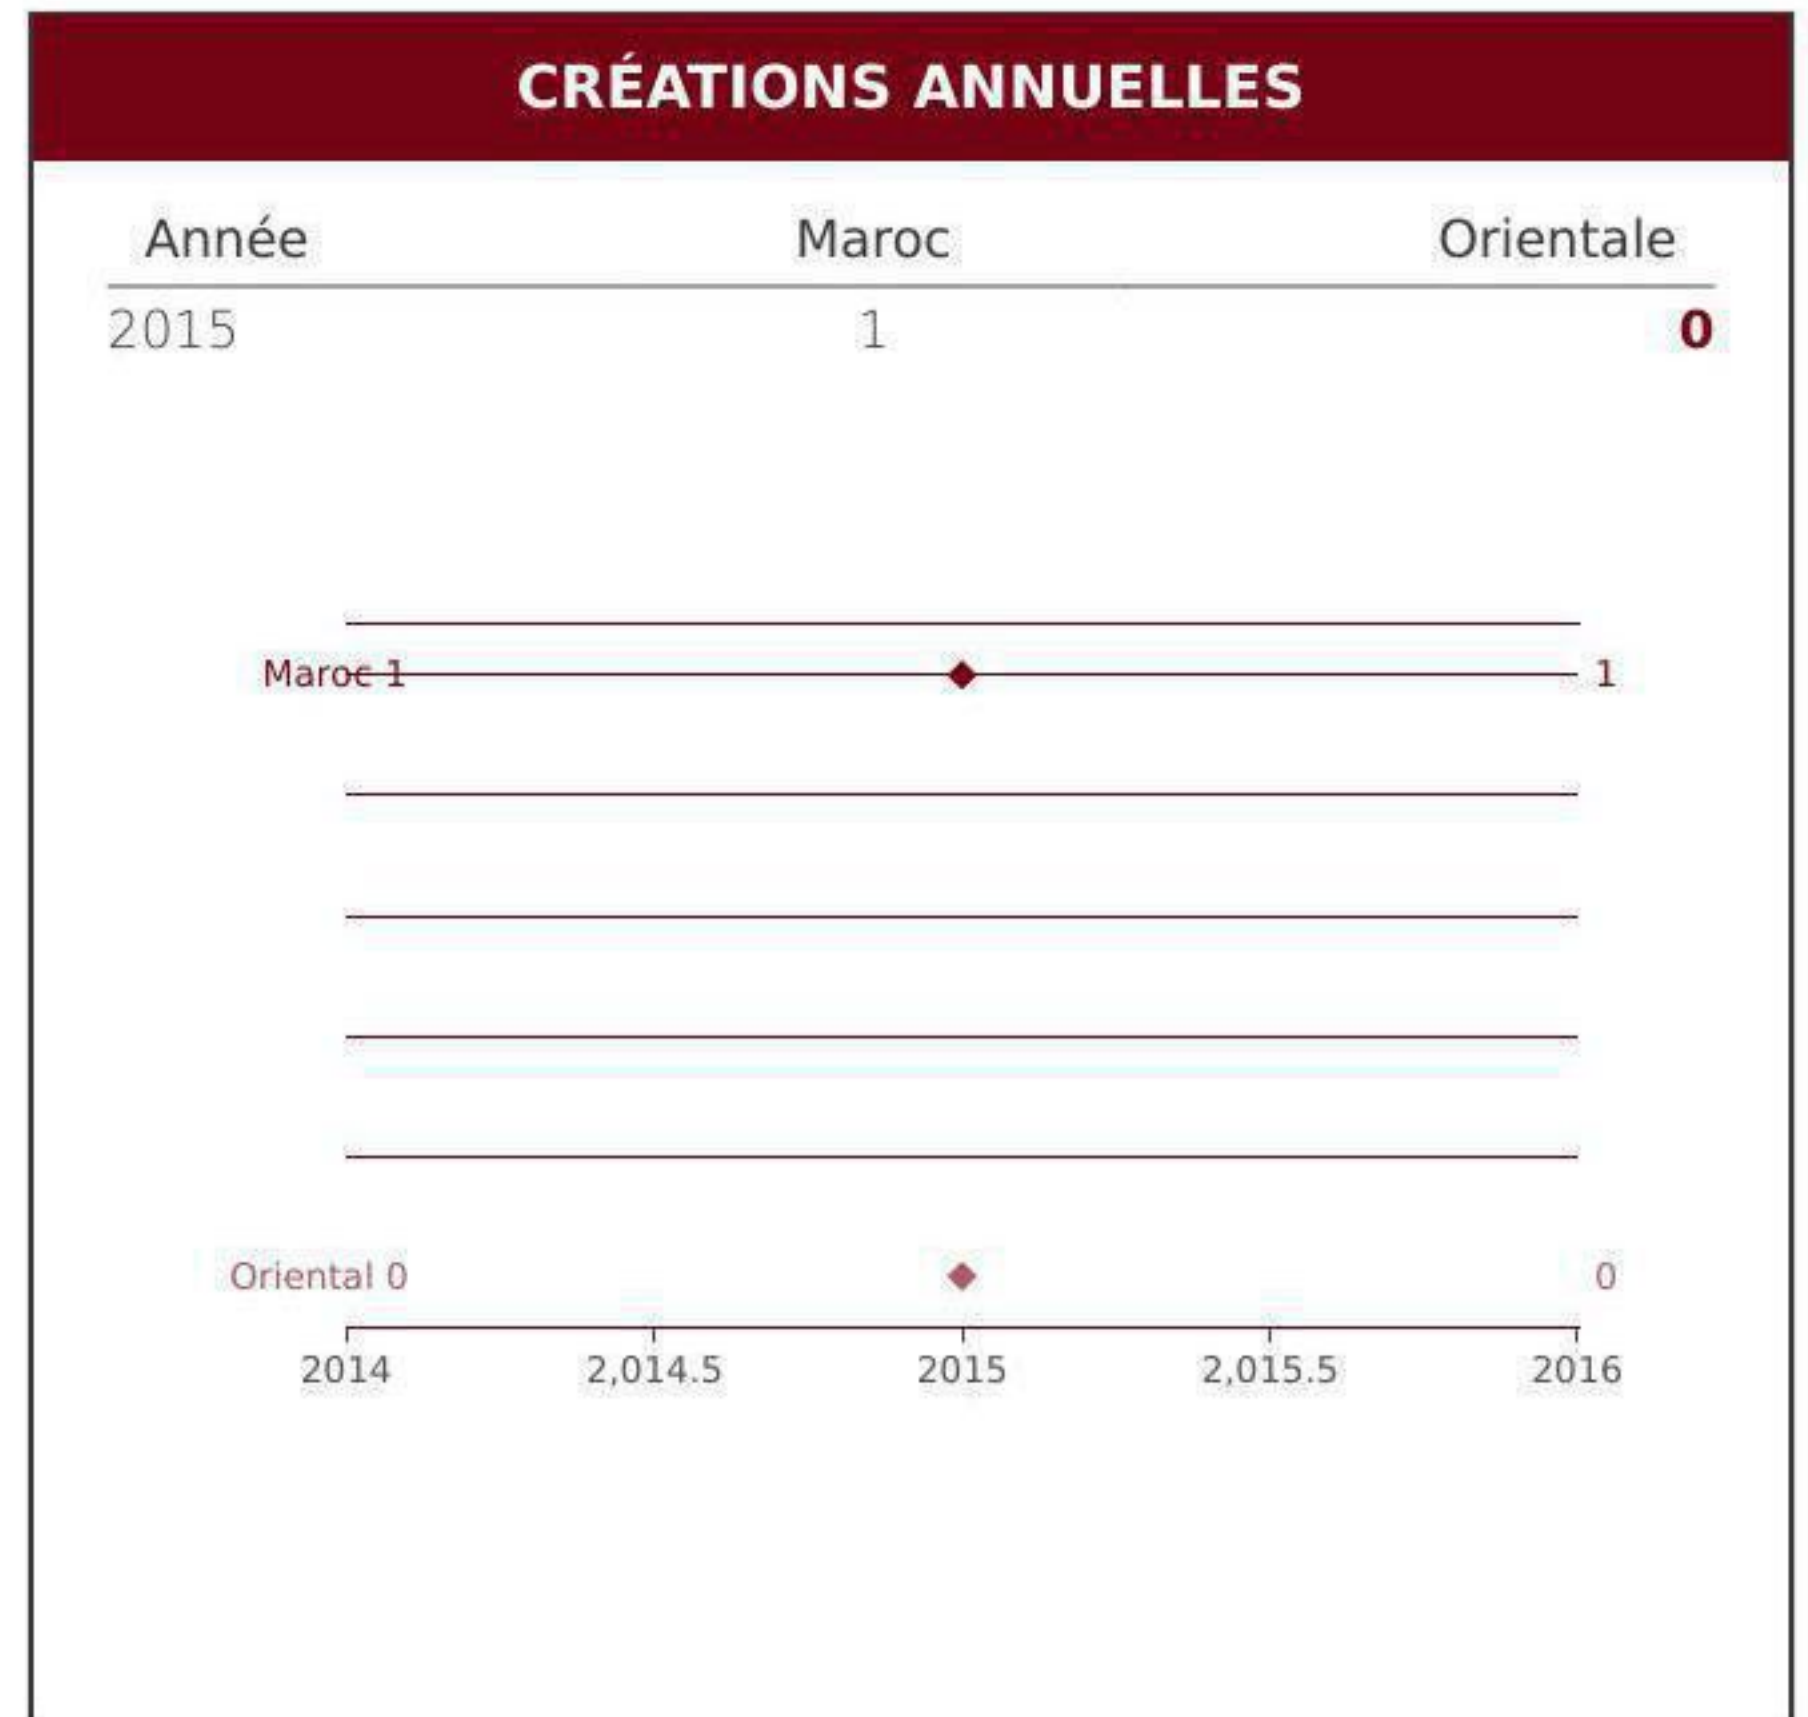 CRÉATIONS ANNUELLES
Année Maroc Orientale
2015 1 0
Maroc 1 1
Oriental 0 0
2014 2,014.5 2015 2,015.5 2016